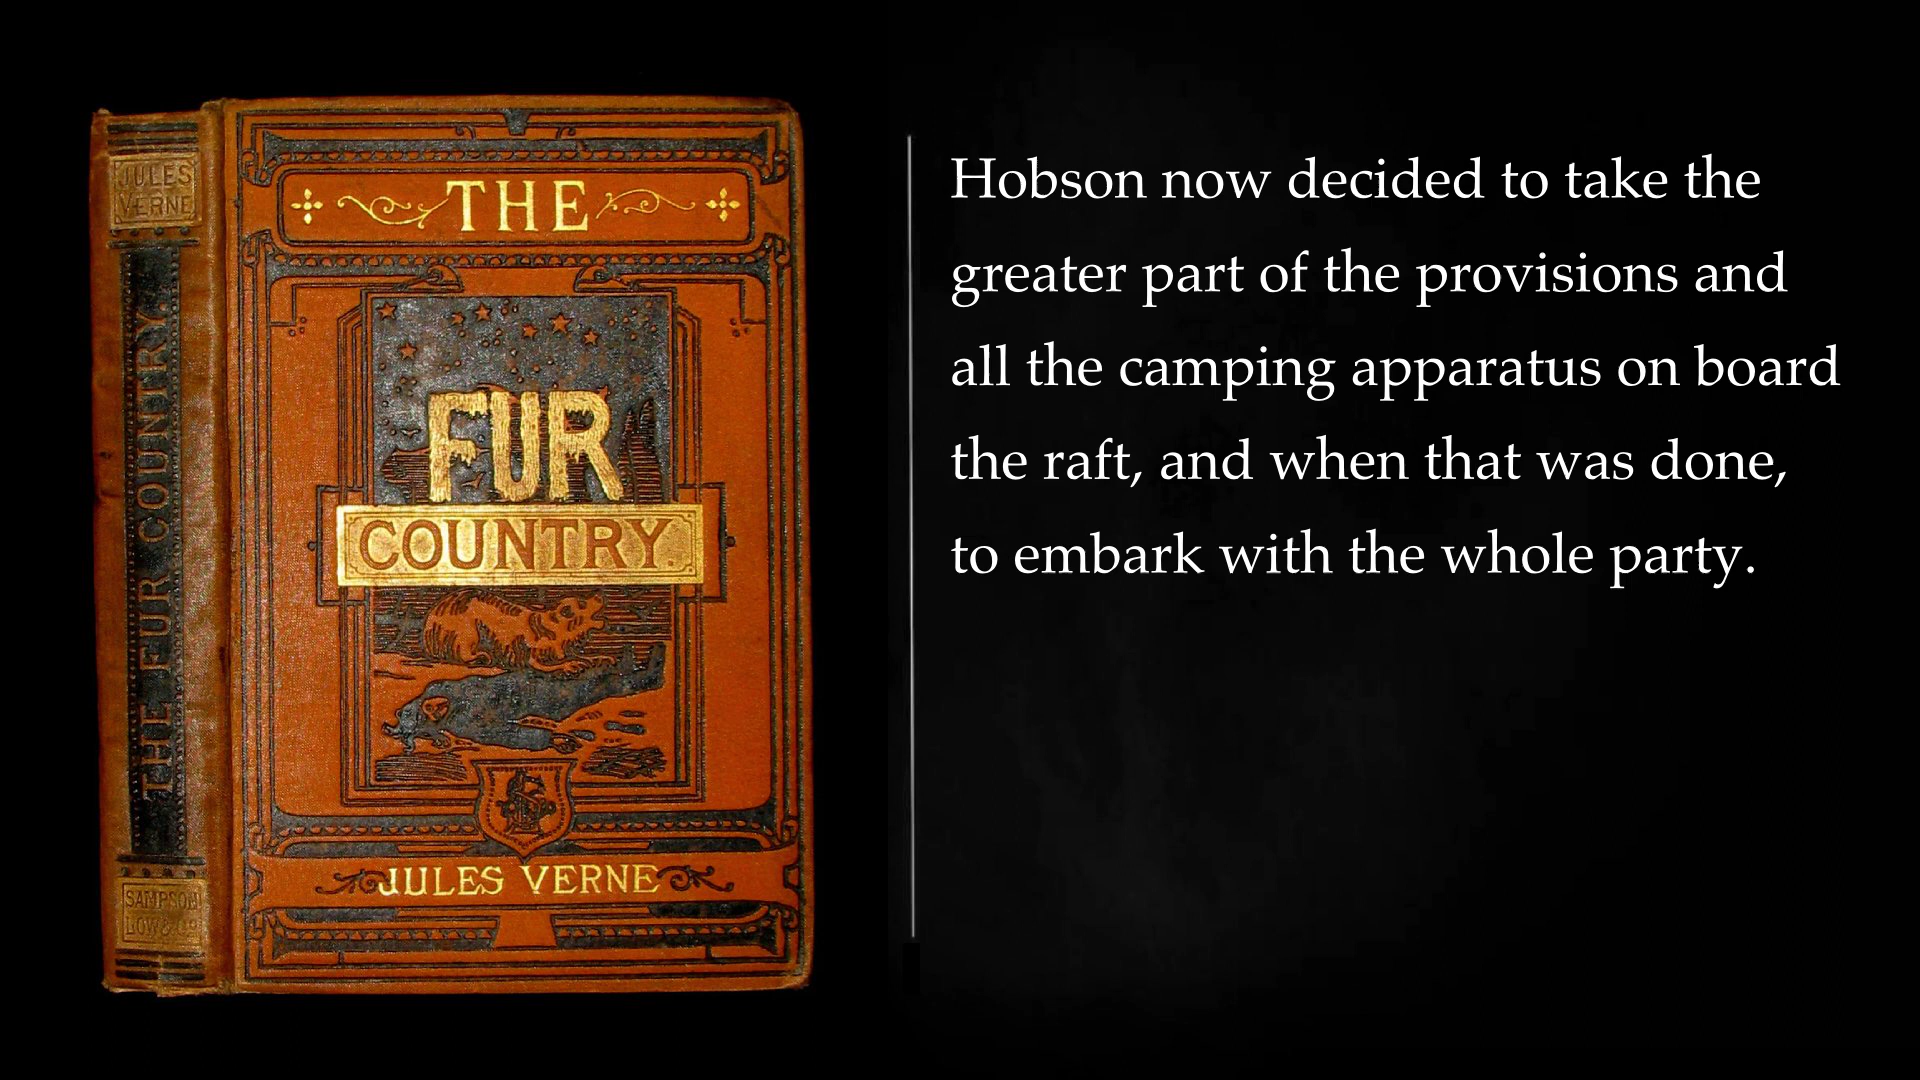 JULES
VERNE
THE FUR COUNTRY.
SAMPSON
LOW & Co
THE
FUR
COUNTRY.
JULES VERNE
Hobson now decided to take the
greater part of the provisions and
all the camping apparatus on board
the raft, and when that was done,
to embark with the whole party.